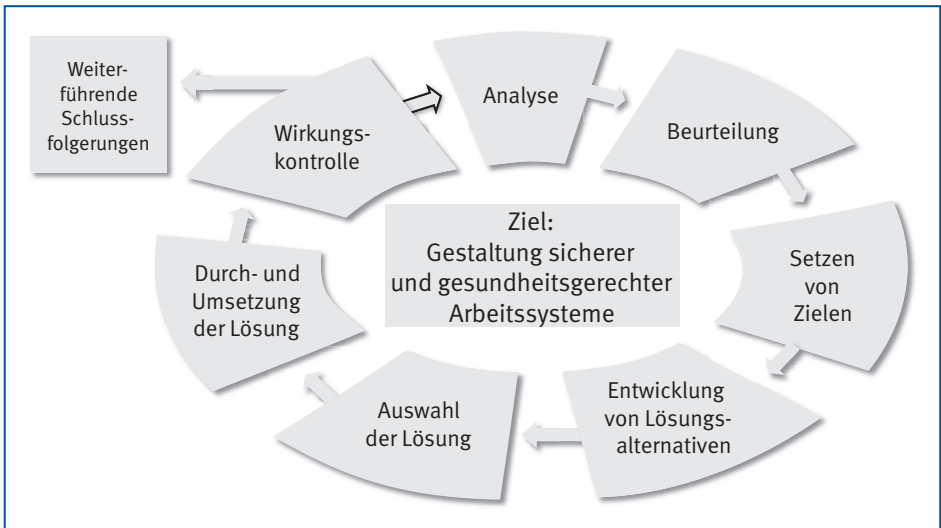 Weiter-
führende
Schluss-
folgerungen
Wirkungs-
kontrolle
Analyse
Beurteilung
Setzen
von
Zielen
Entwicklung
von Lösungs-
alternativen
Auswahl
der Lösung
Durch- und
Umsetzung
der Lösung
Ziel:
Gestaltung sicherer
und gesundheitsgerechter
Arbeitssysteme